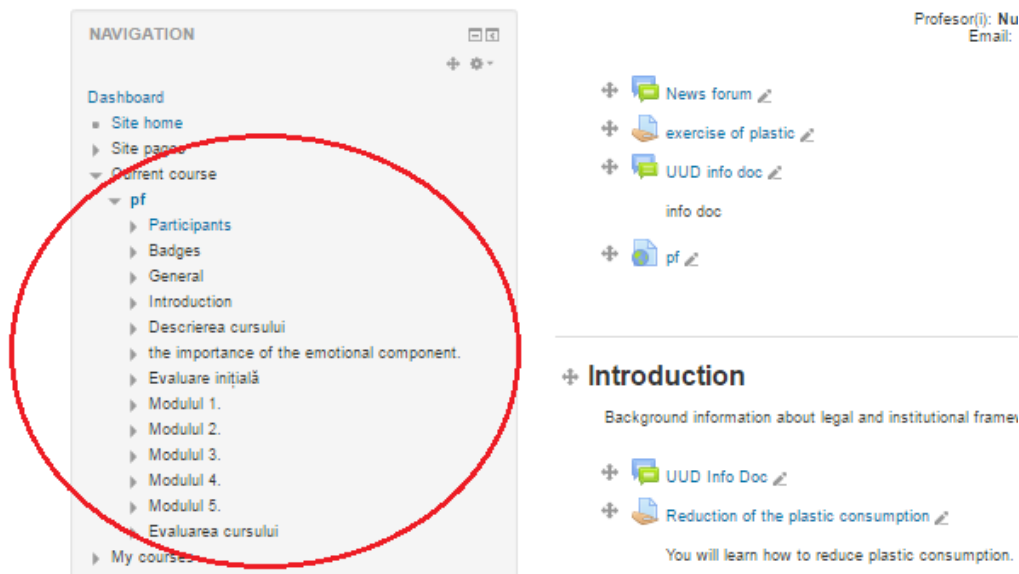 NAVIGATION
Dashboard
Site home
Site pages
Current course
pf
Participants
Badges
General
Introduction
Descrierea cursului
the importance of the emotional component.
Evaluare inițială
Modulul 1.
Modulul 2.
Modulul 3.
Modulul 4.
Modulul 5.
Evaluarea cursului
My courses
Profesor(i): Nu
Email:
News forum
exercise of plastic
UUD info doc
info doc
pf
Introduction
Background information about legal and institutional framew
UUD Info Doc
Reduction of the plastic consumption
You will learn how to reduce plastic consumption.